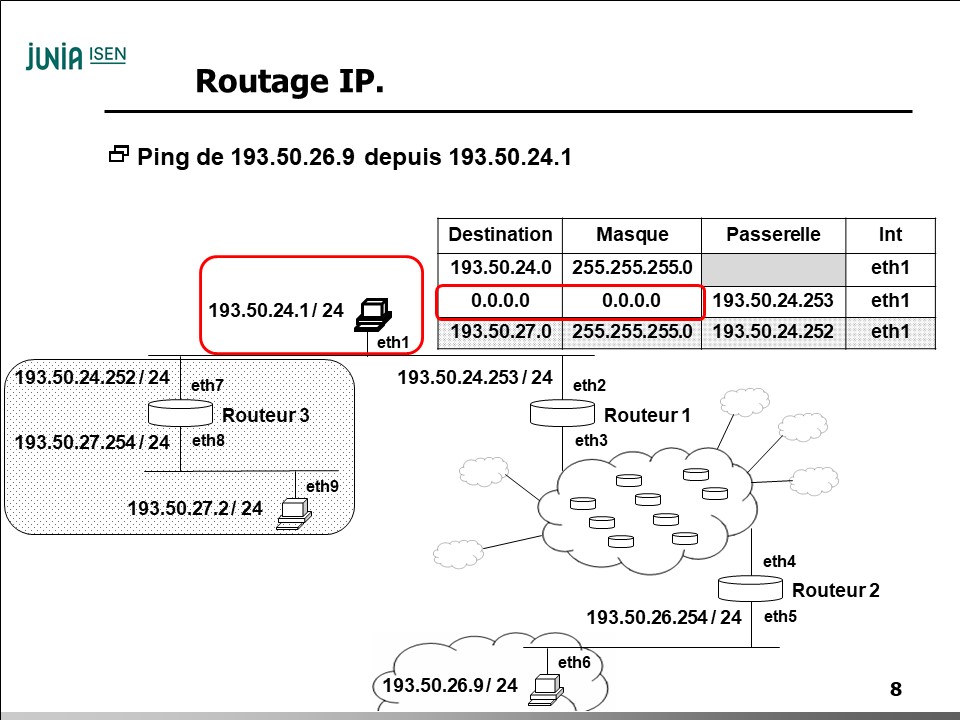 JUNIA ISEN
Routage IP.
Ping de 193.50.26.9 depuis 193.50.24.1
Destination Masque Passerelle Int
193.50.24.0 255.255.255.0 eth1
0.0.0.0 0.0.0.0 193.50.24.253 eth1
193.50.27.0 255.255.255.0 193.50.24.252 eth1
193.50.24.1 / 24
eth1
193.50.24.252 / 24
eth7
Routeur 3
193.50.27.254 / 24
eth8
eth9
193.50.27.2 / 24
193.50.24.253 / 24
eth2
Routeur 1
eth3
eth4
Routeur 2
193.50.26.254 / 24
eth5
eth6
193.50.26.9 / 24
8